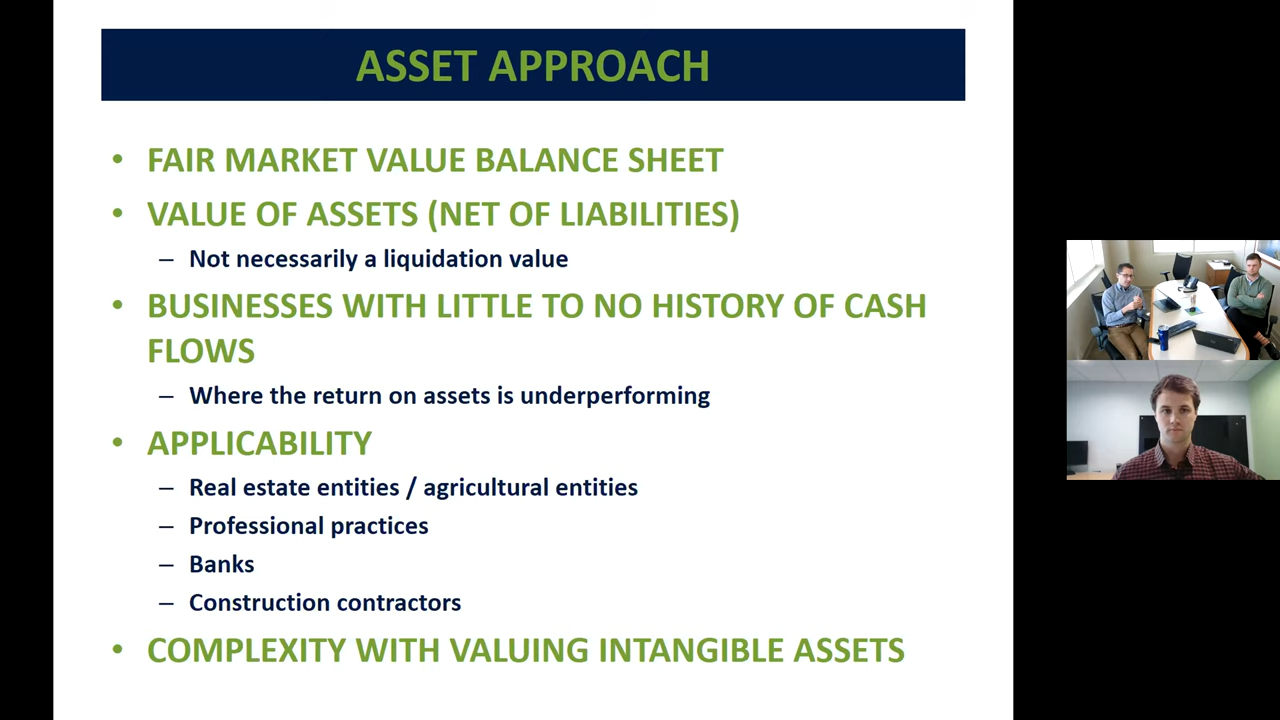 ASSET APPROACH
• FAIR MARKET VALUE BALANCE SHEET
• VALUE OF ASSETS (NET OF LIABILITIES)
– Not necessarily a liquidation value
• BUSINESSES WITH LITTLE TO NO HISTORY OF CASH
FLOWS
– Where the return on assets is underperforming
• APPLICABILITY
– Real estate entities / agricultural entities
– Professional practices
– Banks
– Construction contractors
• COMPLEXITY WITH VALUING INTANGIBLE ASSETS